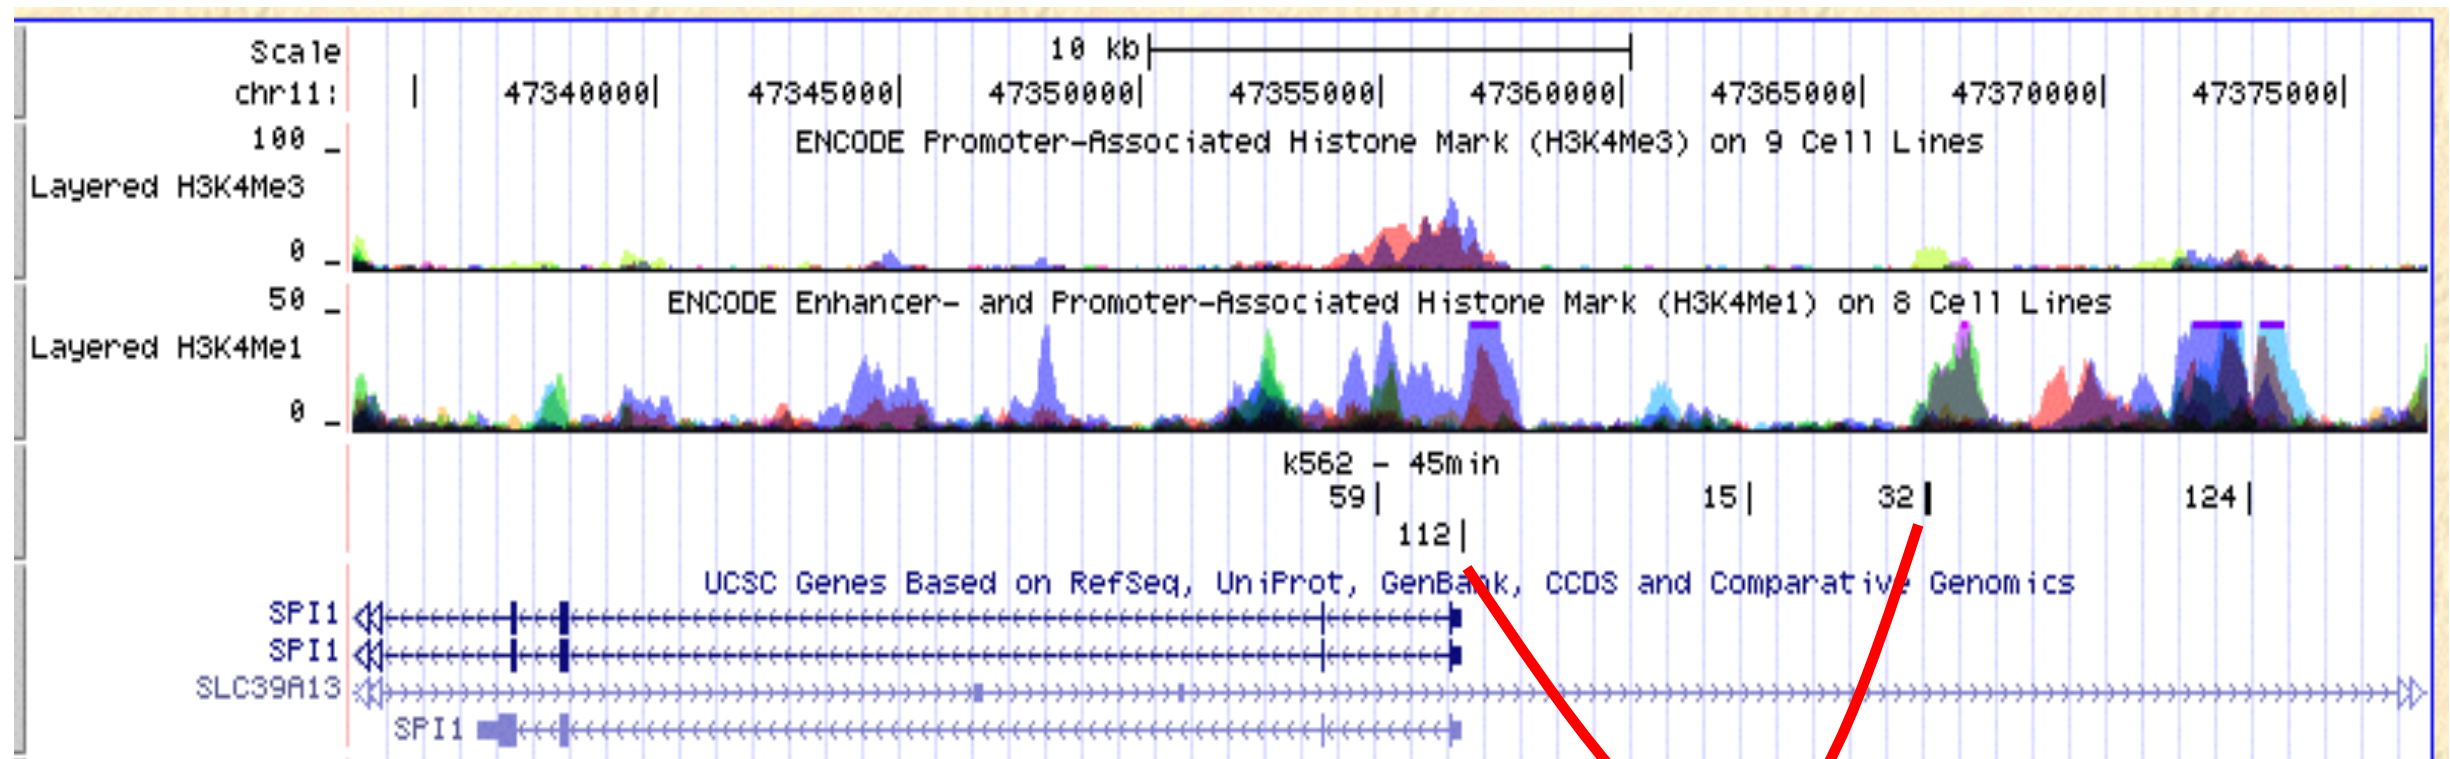 Scale 10 kb
chr11: 47340000 47345000 47350000 47355000 47360000 47365000 47370000 47375000
100 _ ENCODE Promoter-Associated Histone Mark (H3K4Me3) on 9 Cell Lines
Layered H3K4Me3
0 _
50 _ ENCODE Enhancer- and Promoter-Associated Histone Mark (H3K4Me1) on 8 Cell Lines
Layered H3K4Me1
0 _
k562 - 45min
59 15 32 124
112
UCSC Genes Based on RefSeq, UniProt, GenBank, CCDS and Comparative Genomics
SPI1
SPI1
SLC39A13
SPI1